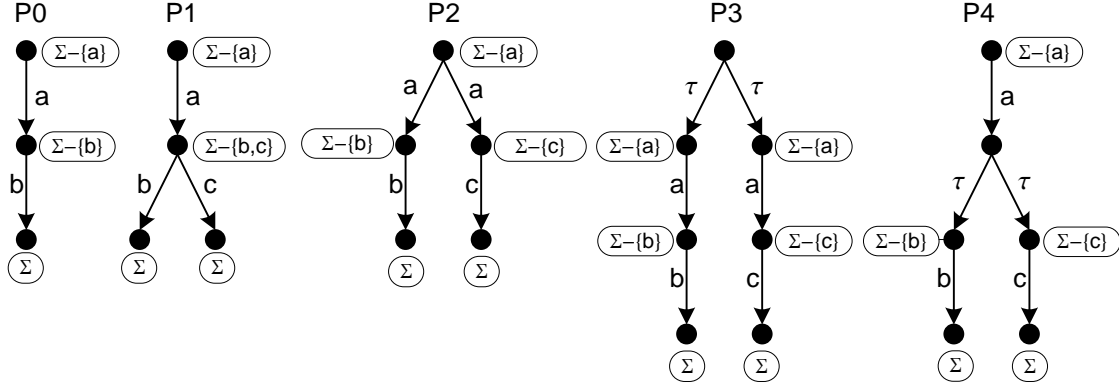 P0 P1 P2 P3 P4
Σ−{a} Σ−{a} Σ−{a} Σ−{a}
a a a a τ τ a
Σ−{b} Σ−{b,c} Σ−{b} Σ−{c} Σ−{a} Σ−{a}
b b c b c a a τ τ
Σ Σ Σ Σ Σ Σ−{b} Σ−{c} Σ−{b} Σ−{c}
b c b c
Σ Σ Σ Σ